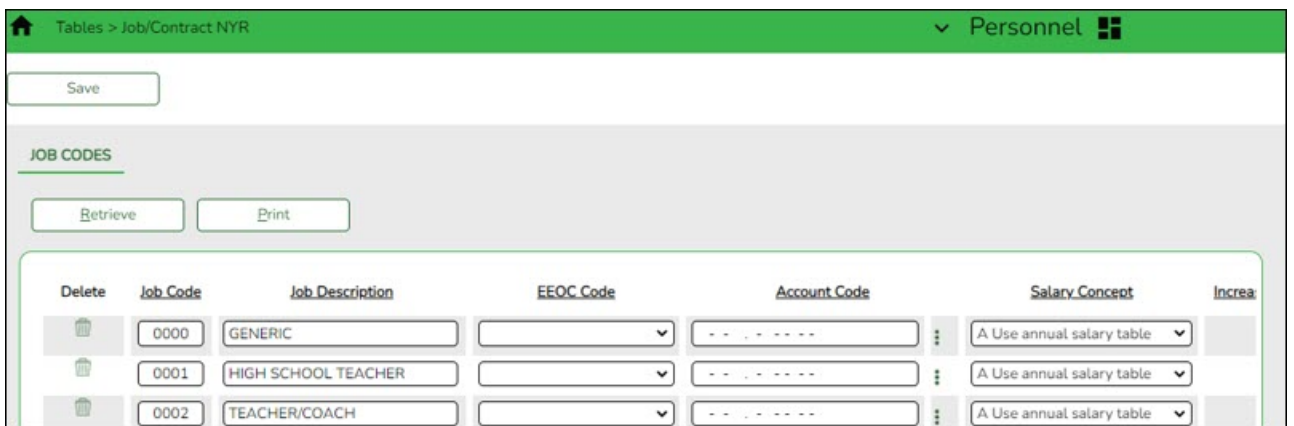 Tables > Job/Contract NYR Personnel
Save
JOB CODES
Retrieve Print
Delete Job Code Job Description EEOC Code Account Code Salary Concept Increa
0000 GENERIC - - . - - - - - A Use annual salary table
0001 HIGH SCHOOL TEACHER - - . - - - - - A Use annual salary table
0002 TEACHER/COACH - - . - - - - - A Use annual salary table